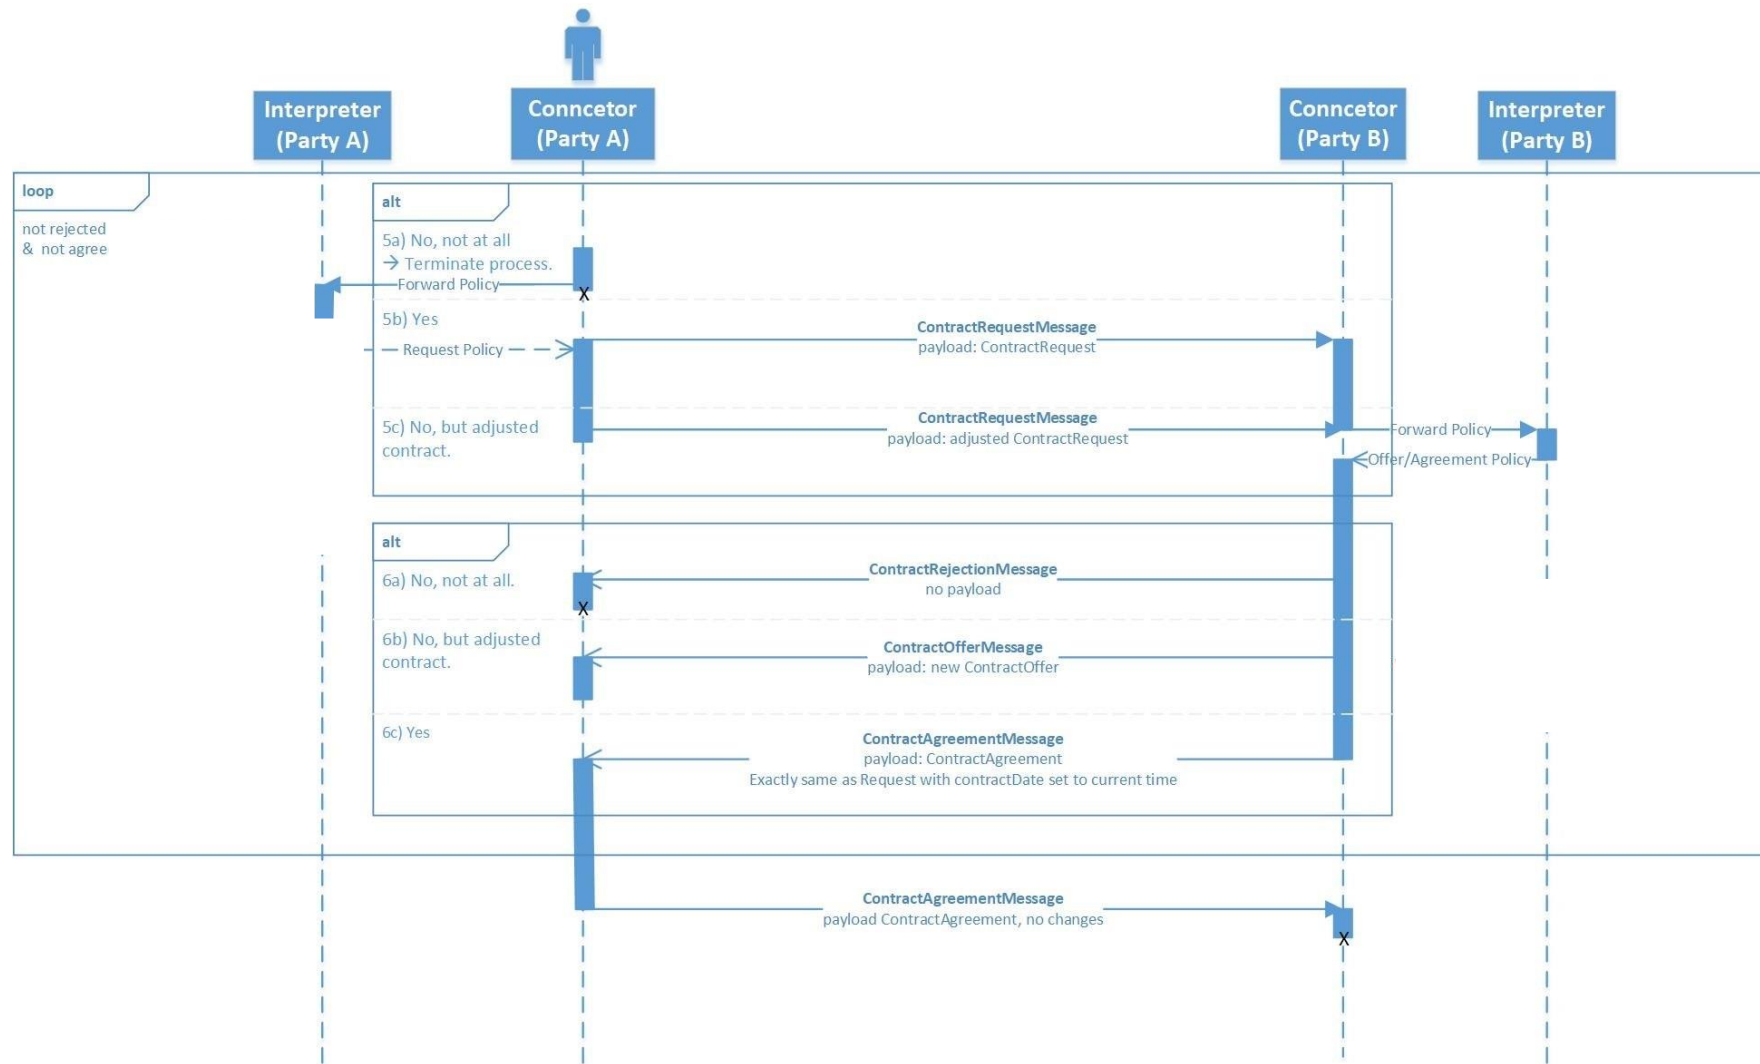 Interpreter
(Party A)
Conncetor
(Party A)
Conncetor
(Party B)
Interpreter
(Party B)
loop
not rejected
& not agree
alt
5a) No, not at all
→ Terminate process.
Forward Policy
X
5b) Yes
ContractRequestMessage
payload: ContractRequest
Request Policy
5c) No, but adjusted
contract.
ContractRequestMessage
payload: adjusted ContractRequest
Forward Policy
Offer/Agreement Policy
alt
6a) No, not at all.
ContractRejectionMessage
no payload
X
6b) No, but adjusted
contract.
ContractOfferMessage
payload: new ContractOffer
6c) Yes
ContractAgreementMessage
payload: ContractAgreement
Exactly same as Request with contractDate set to current time
ContractAgreementMessage
payload ContractAgreement, no changes
X